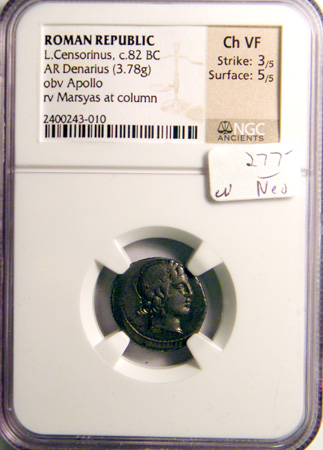 ROMAN REPUBLIC
L.Censorinus, c.82 BC
AR Denarius (3.78g)
obv Apollo
rv Marsyas at column
2400243-010
Ch VF
Strike: 3/5
Surface: 5/5
NGC
ANCIENTS
277-
Neo